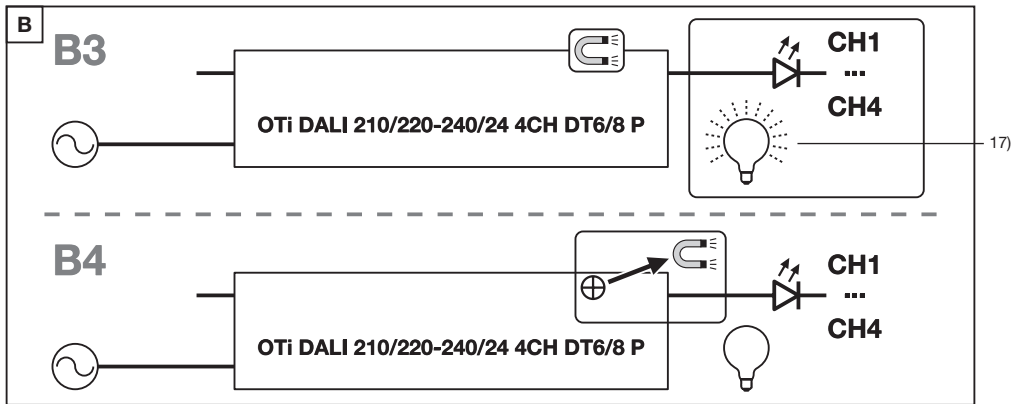 B
B3
CH1
...
CH4
OTi DALI 210/220-240/24 4CH DT6/8 P
17)
B4
CH1
...
CH4
OTi DALI 210/220-240/24 4CH DT6/8 P